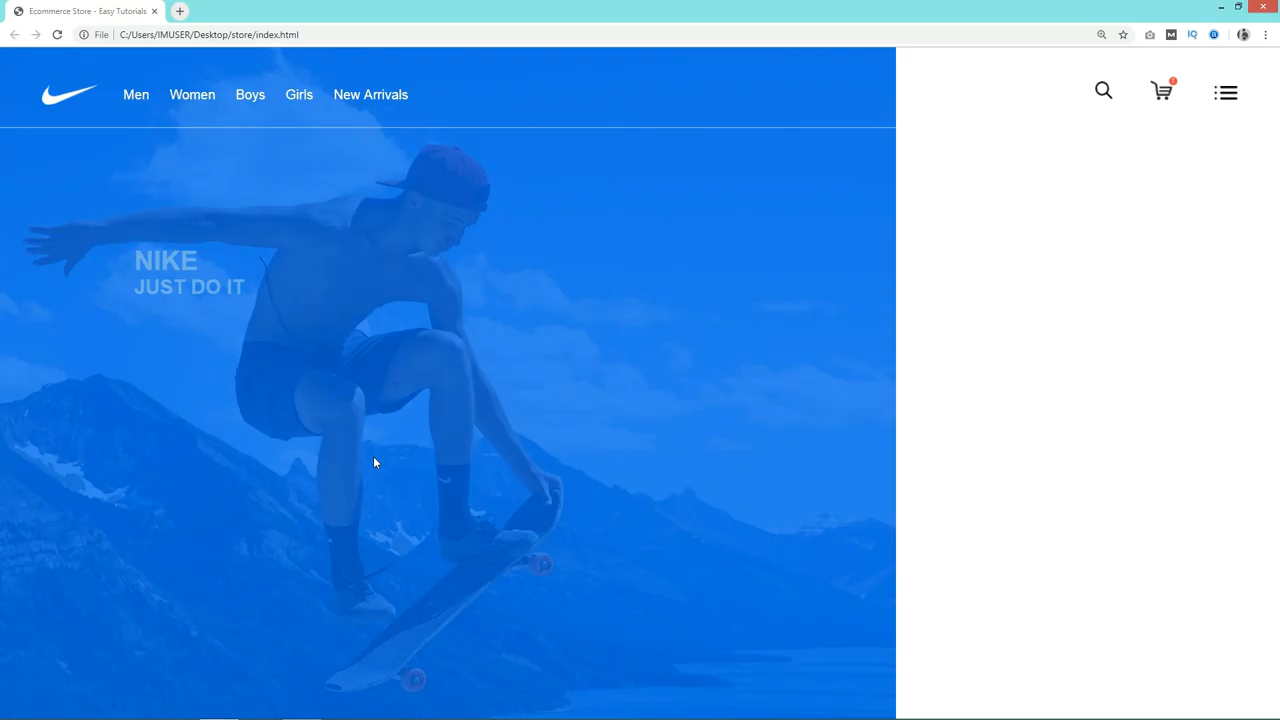 Ecommerce Store - Easy Tutorials
File C:/Users/IMUSER/Desktop/store/index.html
IQ
Men Women Boys Girls New Arrivals
NIKE
JUST DO IT